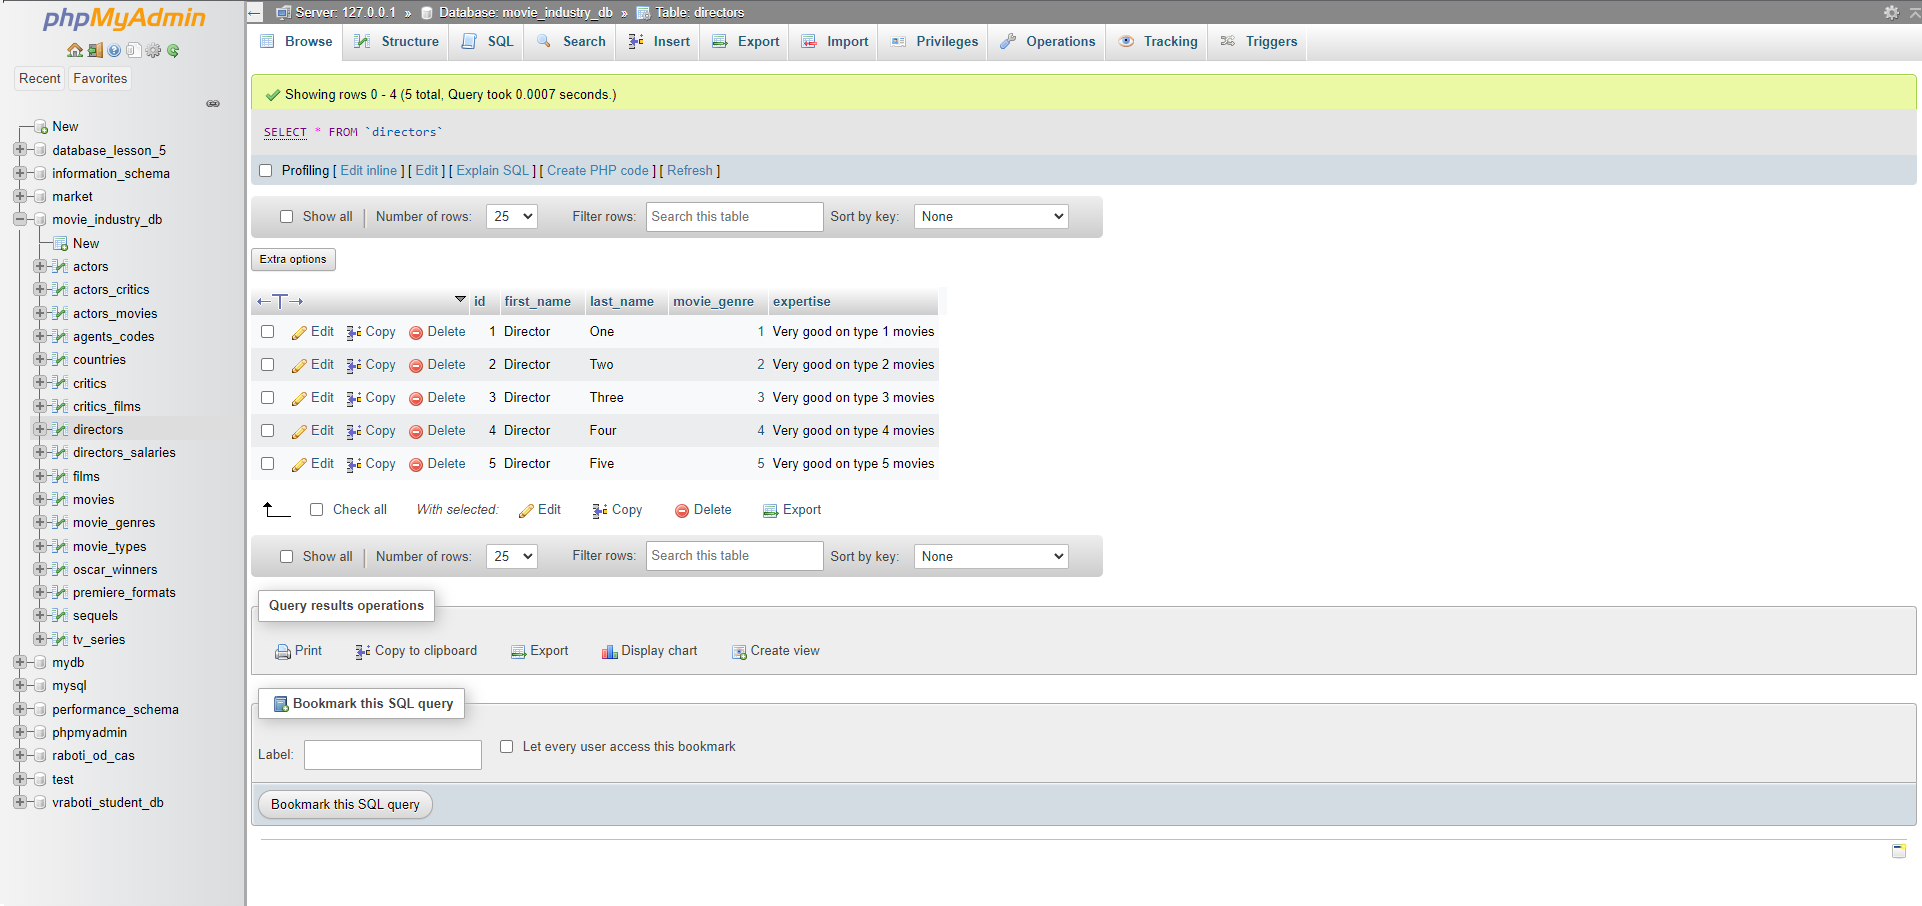 phpMyAdmin
Recent Favorites
New
database_lesson_5
information_schema
market
movie_industry_db
New
actors
actors_critics
actors_movies
agents_codes
countries
critics
critics_films
directors
directors_salaries
films
movies
movie_genres
movie_types
oscar_winners
premiere_formats
sequels
tv_series
mydb
mysql
performance_schema
phpmyadmin
raboti_od_cas
test
vraboti_student_db
Server: 127.0.0.1 » Database: movie_industry_db » Table: directors
Browse Structure SQL Search Insert Export Import Privileges Operations Tracking Triggers
Showing rows 0 - 4 (5 total, Query took 0.0007 seconds.)
SELECT * FROM `directors`
Profiling [ Edit inline ] [ Edit ] [ Explain SQL ] [ Create PHP code ] [ Refresh ]
Show all Number of rows: 25 Filter rows: Search this table Sort by key: None
Extra options
id first_name last_name movie_genre expertise
Edit Copy Delete 1 Director One 1 Very good on type 1 movies
Edit Copy Delete 2 Director Two 2 Very good on type 2 movies
Edit Copy Delete 3 Director Three 3 Very good on type 3 movies
Edit Copy Delete 4 Director Four 4 Very good on type 4 movies
Edit Copy Delete 5 Director Five 5 Very good on type 5 movies
Check all With selected: Edit Copy Delete Export
Show all Number of rows: 25 Filter rows: Search this table Sort by key: None
Query results operations
Print Copy to clipboard Export Display chart Create view
Bookmark this SQL query
Label: Let every user access this bookmark
Bookmark this SQL query